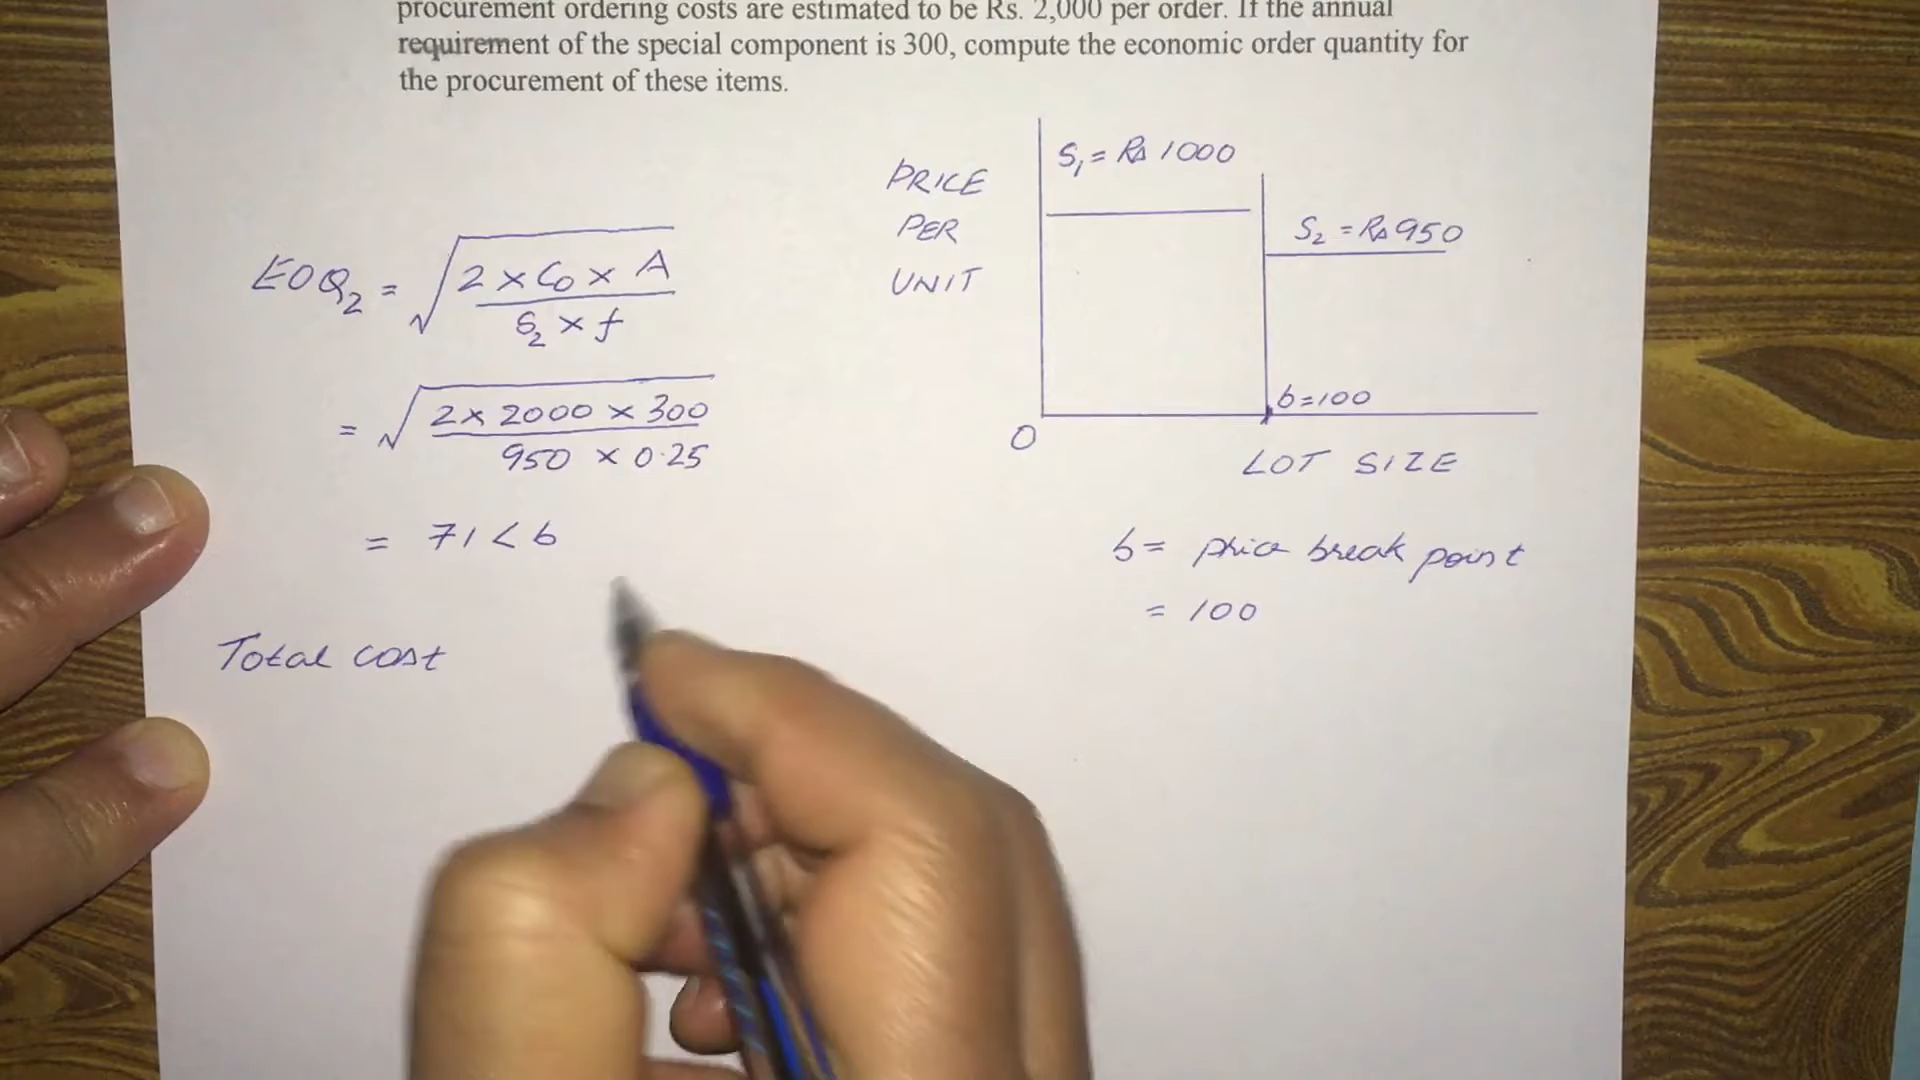 procurement ordering costs are estimated to be Rs. 2,000 per order. If the annual
requirement of the special component is 300, compute the economic order quantity for
the procurement of these items.
EOQ₂ = √(2 × C₀ × A / S₂ × f)
= √(2 × 2000 × 300 / 950 × 0.25)
= 71 < b
Total cost
PRICE
PER
UNIT
S₁ = Rs 1000
S₂ = Rs 950
b=100
0
LOT SIZE
b = price break point
= 100